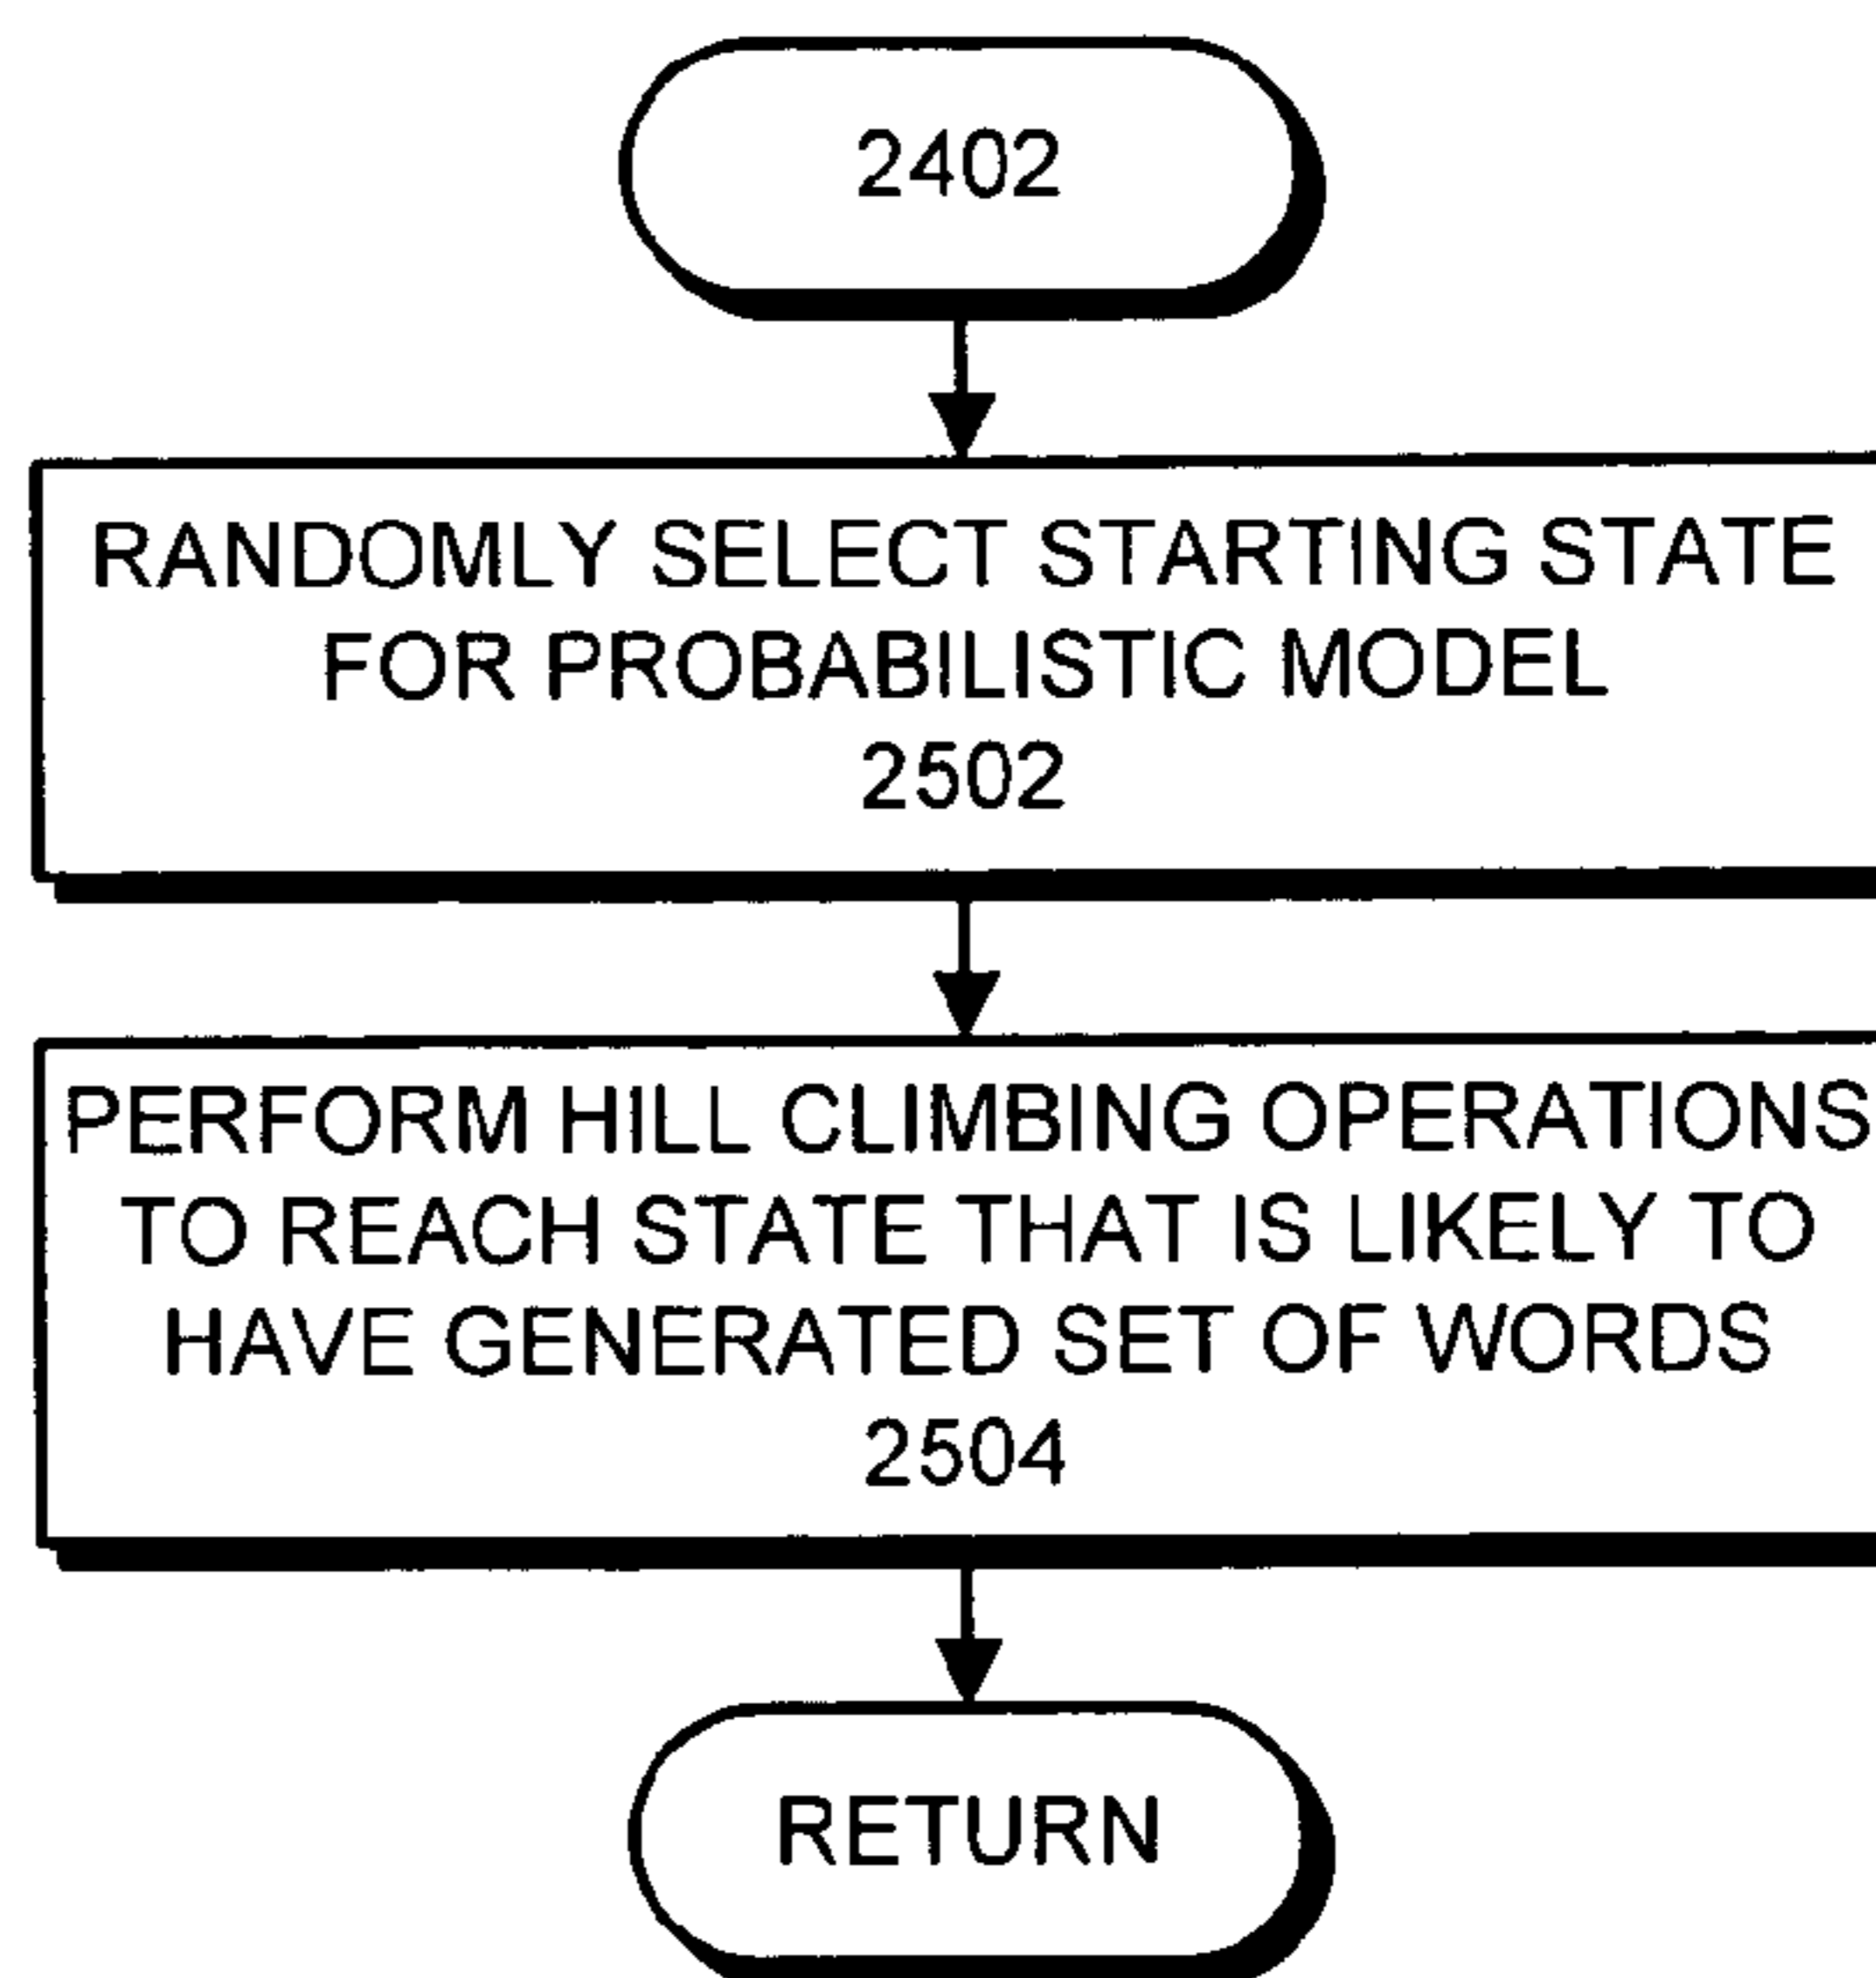 2402
RANDOMLY SELECT STARTING STATE
FOR PROBABILISTIC MODEL
2502
PERFORM HILL CLIMBING OPERATIONS
TO REACH STATE THAT IS LIKELY TO
HAVE GENERATED SET OF WORDS
2504
RETURN